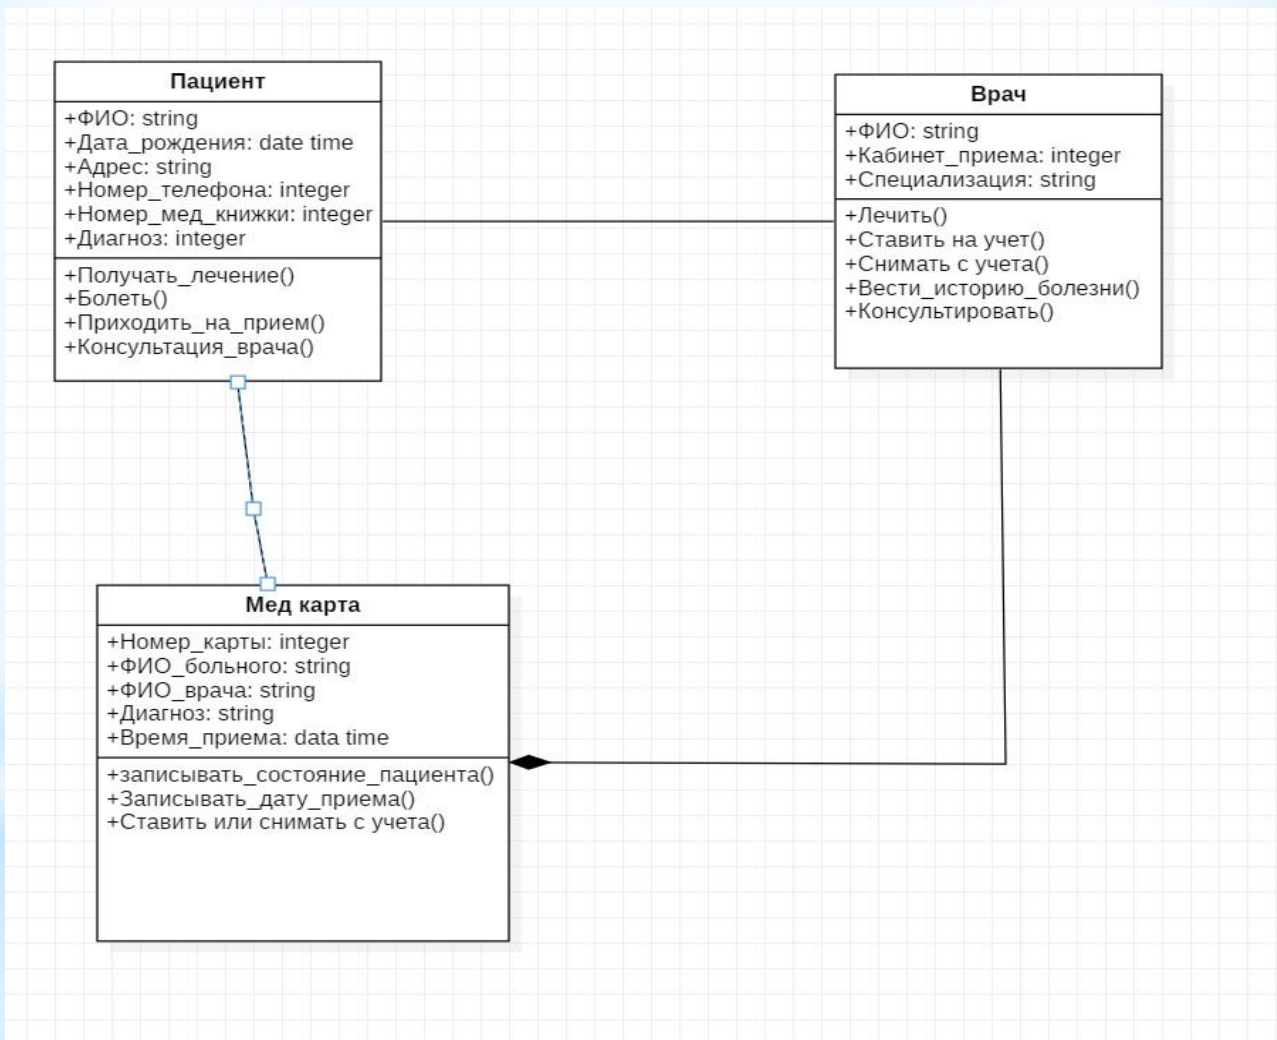 Пациент
+ФИО: string
+Дата_рождения: date time
+Адрес: string
+Номер_телефона: integer
+Номер_мед_книжки: integer
+Диагноз: integer
+Получать_лечение()
+Болеть()
+Приходить_на_прием()
+Консультация_врача()
Врач
+ФИО: string
+Кабинет_приема: integer
+Специализация: string
+Лечить()
+Ставить на учет()
+Снимать с учета()
+Вести_историю_болезни()
+Консультировать()
Мед карта
+Номер_карты: integer
+ФИО_больного: string
+ФИО_врача: string
+Диагноз: string
+Время_приема: data time
+записывать_состояние_пациента()
+Записывать_дату_приема()
+Ставить или снимать с учета()